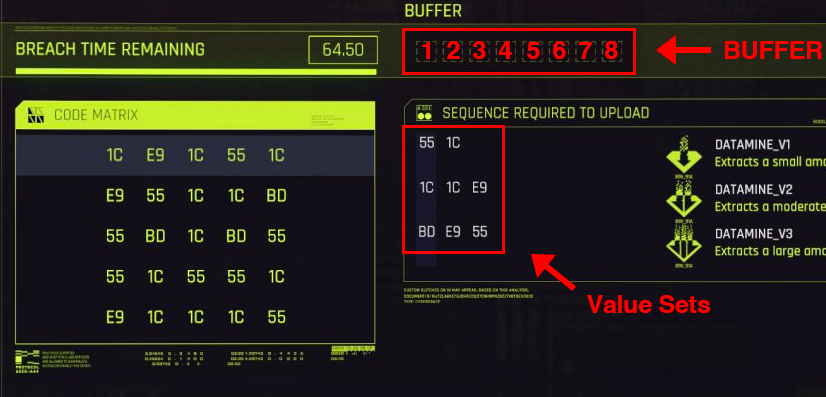 BUFFER
BREACH TIME REMAINING
64.50
1 2 3 4 5 6 7 8
BUFFER
CODE MATRIX
1C E9 1C 55 1C
E9 55 1C 1C BD
55 BD 1C BD 55
55 1C 55 55 1C
E9 1C 1C 1C 55
SEQUENCE REQUIRED TO UPLOAD
55 1C
DATAMINE_V1
Extracts a small amo
1C 1C E9
DATAMINE_V2
Extracts a moderate
BD E9 55
DATAMINE_V3
Extracts a large amo
Value Sets
PROTOCOL
6520-A44